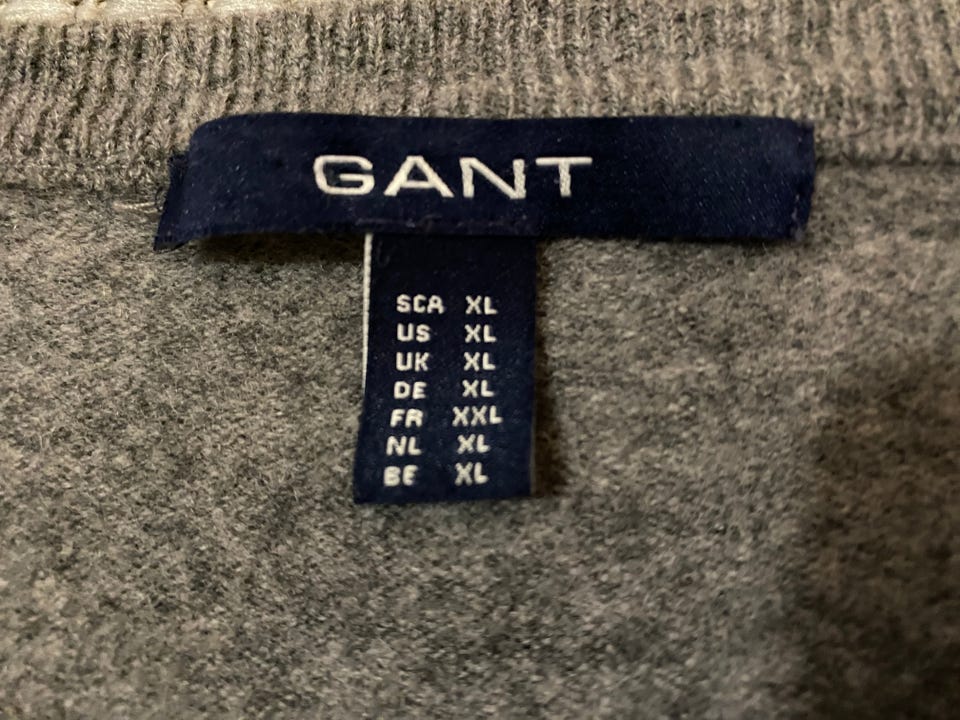 GANT
SCA XL
US XL
UK XL
DE XL
FR XXL
NL XL
BE XL